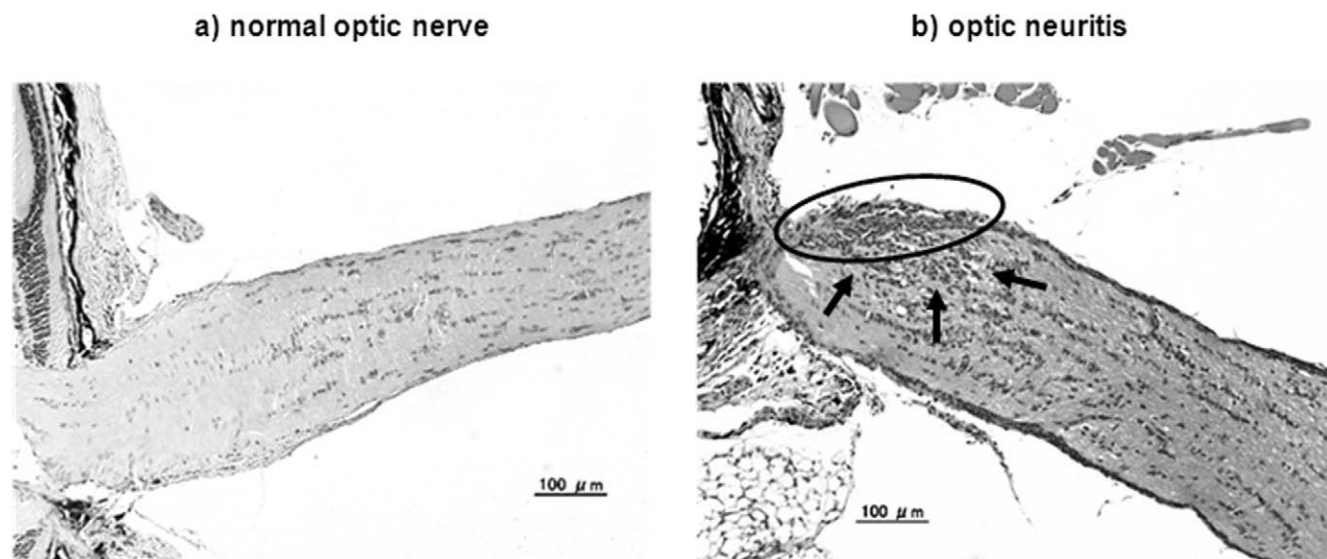 a) normal optic nerve
b) optic neuritis
100 μm
100 μm